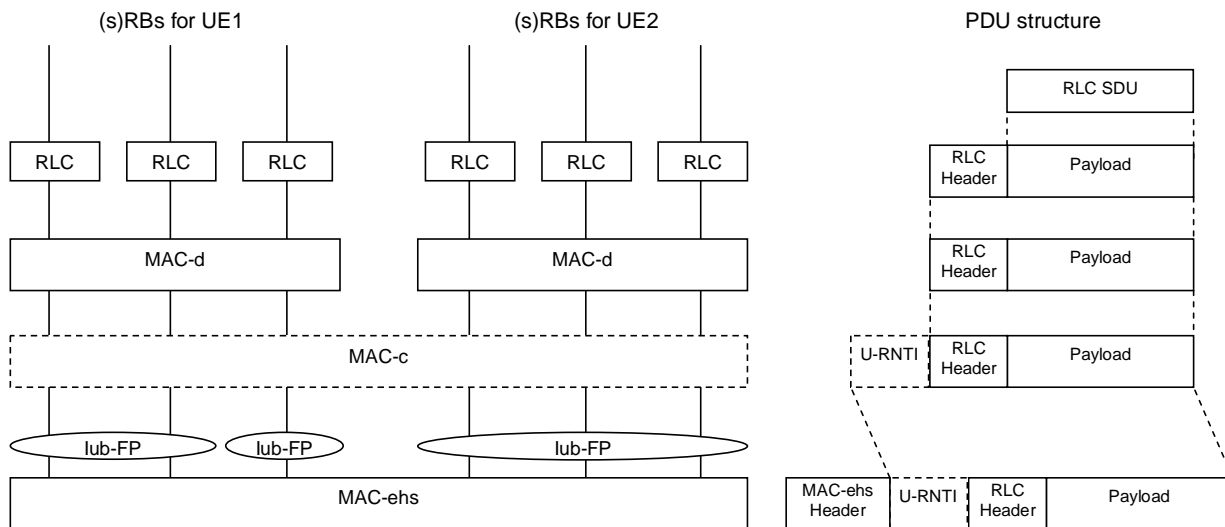 (s)RBs for UE1 (s)RBs for UE2 PDU structure
RLC SDU
RLC RLC RLC RLC RLC RLC
RLC
Header
Payload
MAC-d MAC-d
RLC
Header
Payload
MAC-c
U-RNTI
RLC
Header
Payload
Iub-FP Iub-FP Iub-FP
MAC-ehs
MAC-ehs
Header
U-RNTI
RLC
Header
Payload